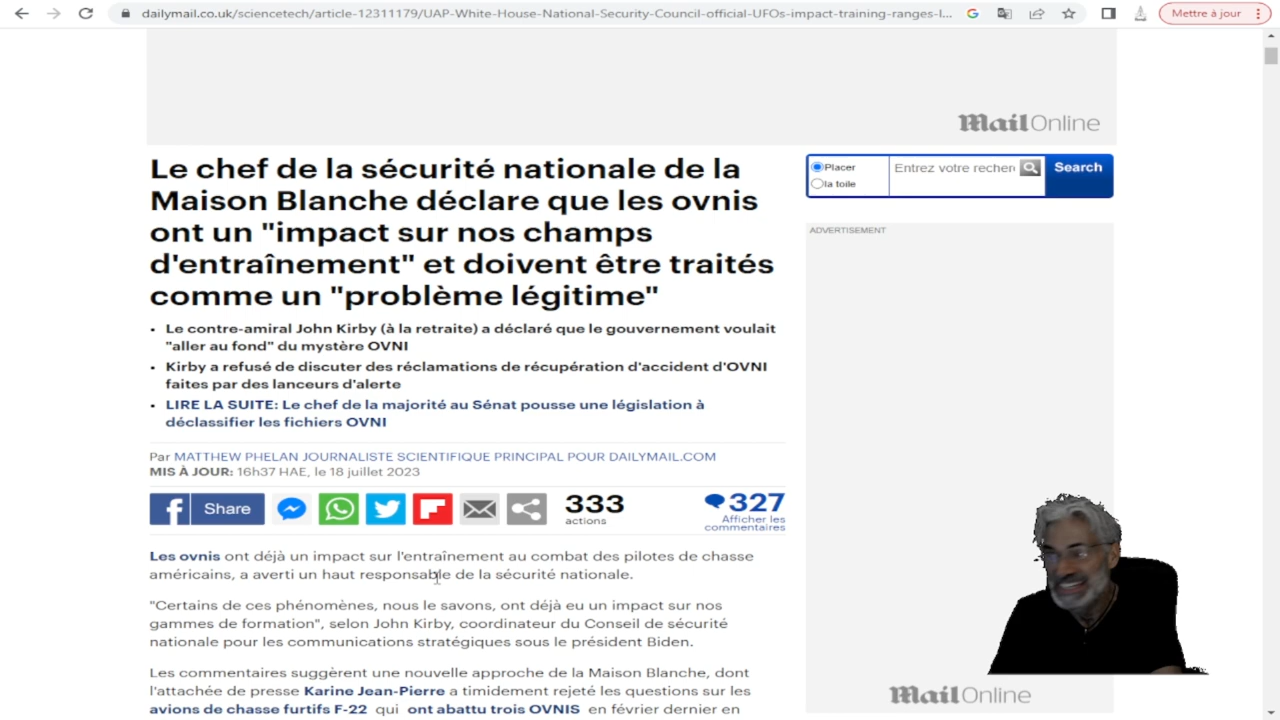 dailymail.co.uk/sciencetech/article-12311179/UAP-White-House-National-Security-Council-official-UFOs-impact-training-ranges-l...
Mettre à jour
Mail Online
Le chef de la sécurité nationale de la
Maison Blanche déclare que les ovnis
ont un "impact sur nos champs
d'entraînement" et doivent être traités
comme un "problème légitime"
Placer
la toile
Entrez votre recher
Search
ADVERTISEMENT
• Le contre-amiral John Kirby (à la retraite) a déclaré que le gouvernement voulait
"aller au fond" du mystère OVNI
• Kirby a refusé de discuter des réclamations de récupération d'accident d'OVNI
faites par des lanceurs d'alerte
• LIRE LA SUITE: Le chef de la majorité au Sénat pousse une législation à
déclassifier les fichiers OVNI
Par MATTHEW PHELAN JOURNALISTE SCIENTIFIQUE PRINCIPAL POUR DAILYMAIL.COM
MIS À JOUR: 16h37 HAE, le 18 juillet 2023
Share
333
actions
327
Afficher les
commentaires
Les ovnis ont déjà un impact sur l'entraînement au combat des pilotes de chasse
américains, a averti un haut responsable de la sécurité nationale.
"Certains de ces phénomènes, nous le savons, ont déjà eu un impact sur nos
gammes de formation", selon John Kirby, coordinateur du Conseil de sécurité
nationale pour les communications stratégiques sous le président Biden.
Les commentaires suggèrent une nouvelle approche de la Maison Blanche, dont
l'attachée de presse Karine Jean-Pierre a timidement rejeté les questions sur les
avions de chasse furtifs F-22 qui ont abattu trois OVNIS en février dernier en
Mail Online